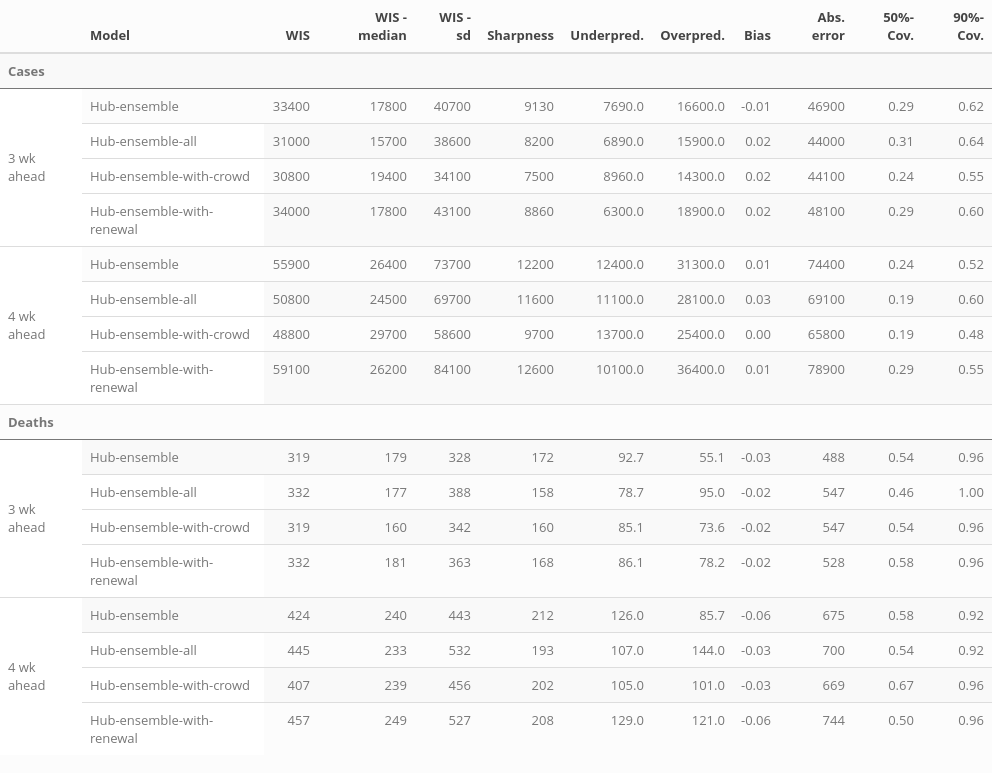 Model WIS WIS - median WIS - sd Sharpness Underpred. Overpred. Bias Abs. error 50%-Cov. 90%-Cov.
Cases
3 wk ahead
Hub-ensemble 33400 17800 40700 9130 7690.0 16600.0 -0.01 46900 0.29 0.62
Hub-ensemble-all 31000 15700 38600 8200 6890.0 15900.0 0.02 44000 0.31 0.64
Hub-ensemble-with-crowd 30800 19400 34100 7500 8960.0 14300.0 0.02 44100 0.24 0.55
Hub-ensemble-with-renewal 34000 17800 43100 8860 6300.0 18900.0 0.02 48100 0.29 0.60
4 wk ahead
Hub-ensemble 55900 26400 73700 12200 12400.0 31300.0 0.01 74400 0.24 0.52
Hub-ensemble-all 50800 24500 69700 11600 11100.0 28100.0 0.03 69100 0.19 0.60
Hub-ensemble-with-crowd 48800 29700 58600 9700 13700.0 25400.0 0.00 65800 0.19 0.48
Hub-ensemble-with-renewal 59100 26200 84100 12600 10100.0 36400.0 0.01 78900 0.29 0.55
Deaths
3 wk ahead
Hub-ensemble 319 179 328 172 92.7 55.1 -0.03 488 0.54 0.96
Hub-ensemble-all 332 177 388 158 78.7 95.0 -0.02 547 0.46 1.00
Hub-ensemble-with-crowd 319 160 342 160 85.1 73.6 -0.02 547 0.54 0.96
Hub-ensemble-with-renewal 332 181 363 168 86.1 78.2 -0.02 528 0.58 0.96
4 wk ahead
Hub-ensemble 424 240 443 212 126.0 85.7 -0.06 675 0.58 0.92
Hub-ensemble-all 445 233 532 193 107.0 144.0 -0.03 700 0.54 0.92
Hub-ensemble-with-crowd 407 239 456 202 105.0 101.0 -0.03 669 0.67 0.96
Hub-ensemble-with-renewal 457 249 527 208 129.0 121.0 -0.06 744 0.50 0.96